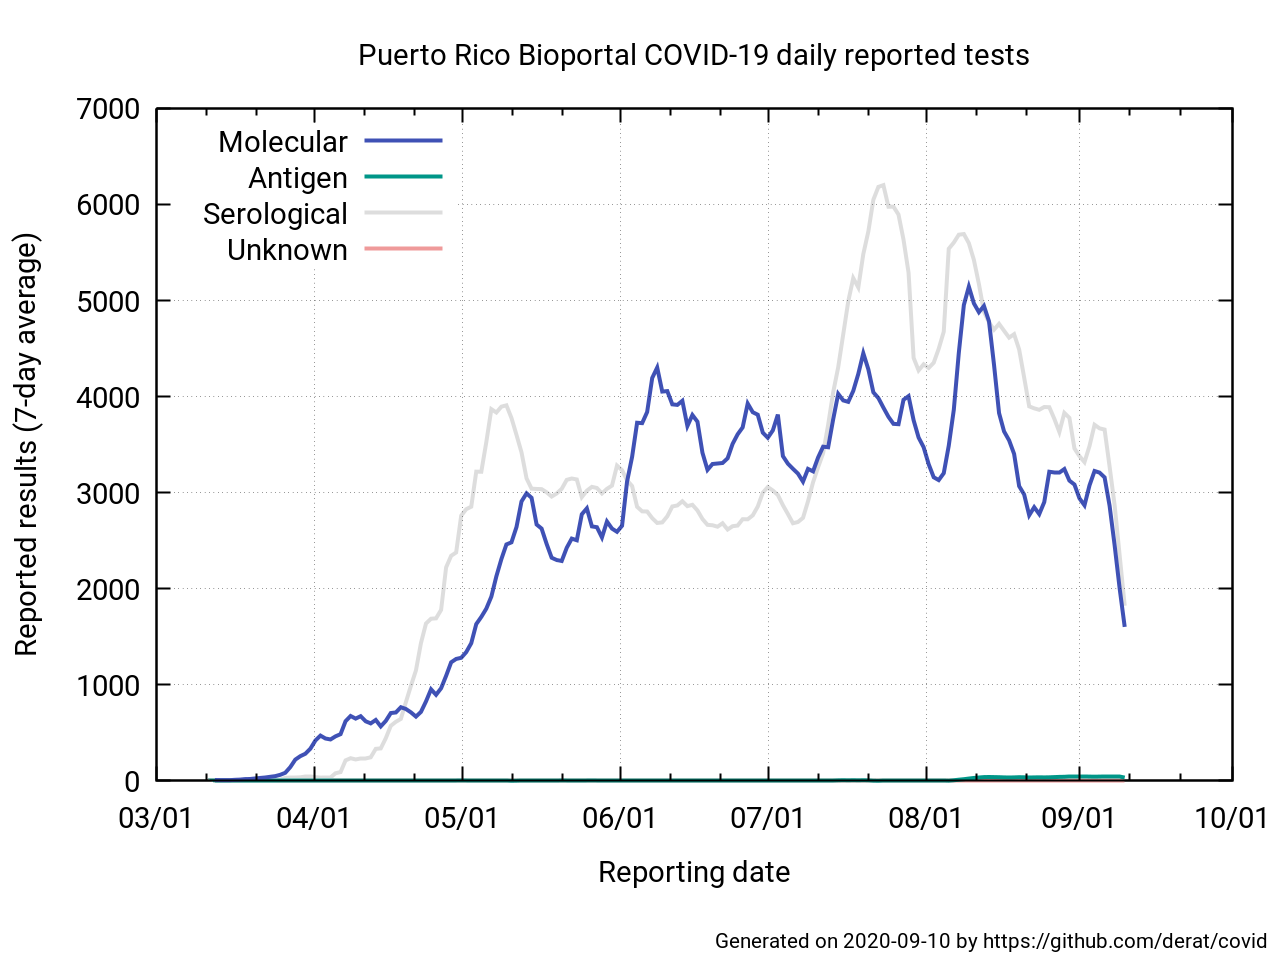 Puerto Rico Bioportal COVID-19 daily reported tests
7000
6000
5000
4000
3000
2000
1000
0
Reported results (7-day average)
Molecular
Antigen
Serological
Unknown
03/01 04/01 05/01 06/01 07/01 08/01 09/01 10/01
Reporting date
Generated on 2020-09-10 by https://github.com/derat/covid